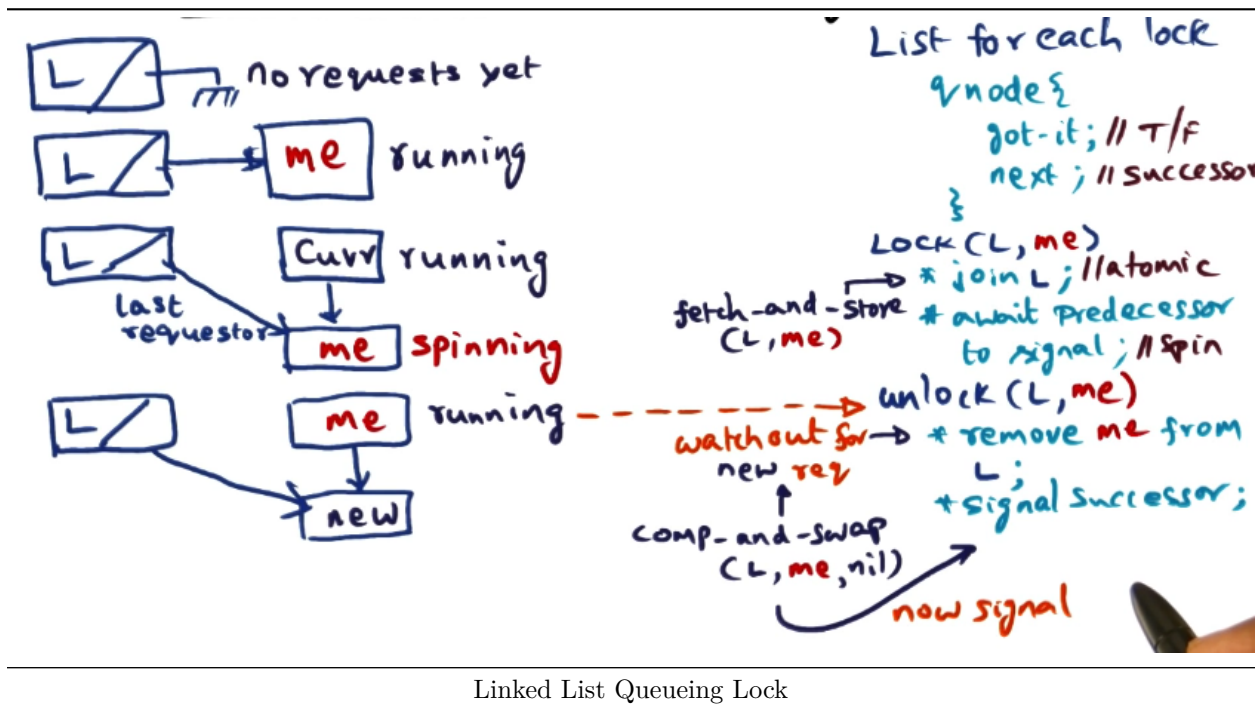 L no requests yet
L me running
L Curr running
last
requestor
me spinning
L me running
new
List for each lock
qnode {
got-it; // T/F
next; // successor
}
LOCK (L, me)
* join L; //atomic
fetch-and-store
(L, me)
* await predecessor
to signal; // spin
unlock (L, me)
* remove me from
L;
* signal successor;
watchout for
new req
comp-and-swap
(L, me, nil)
now signal
Linked List Queueing Lock